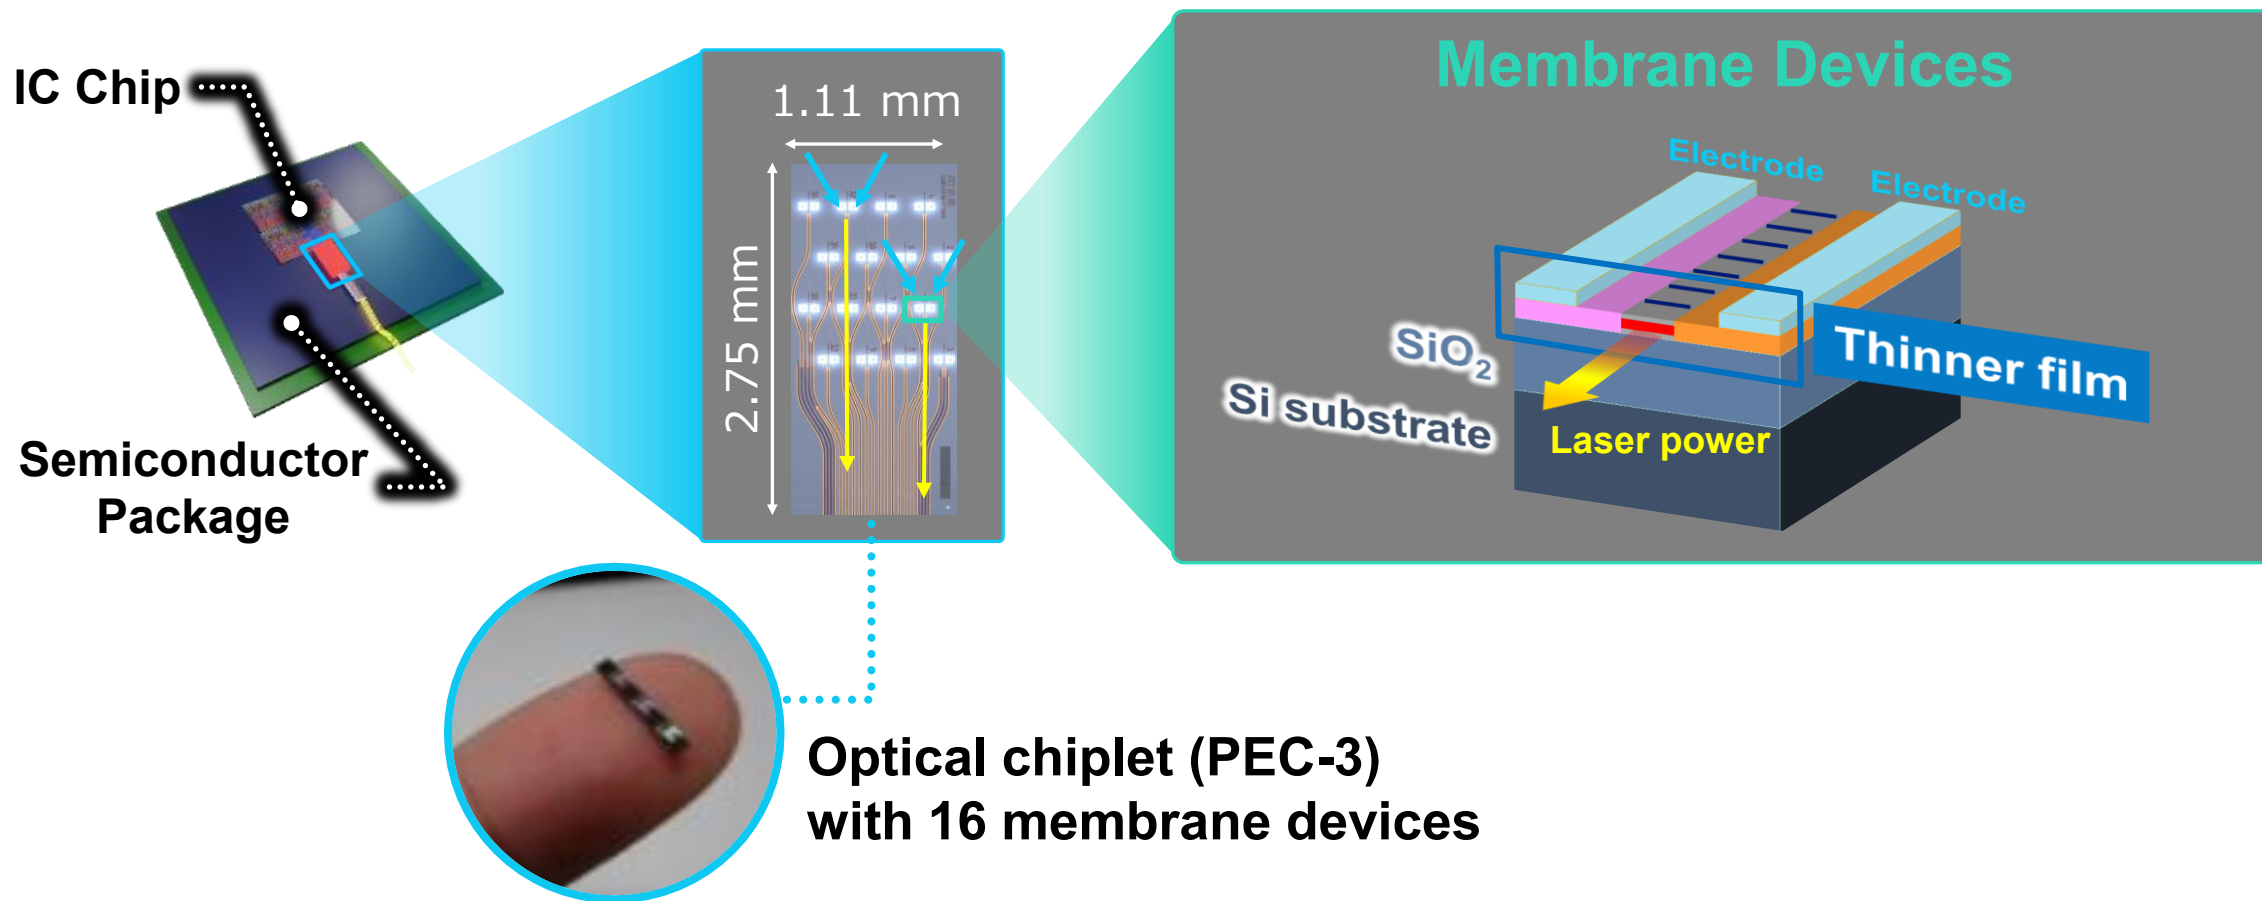 IC Chip
Semiconductor
Package
1.11 mm
2.75 mm
Membrane Devices
Electrode
Electrode
SiO2
Si substrate
Thinner film
Laser power
Optical chiplet (PEC-3)
with 16 membrane devices